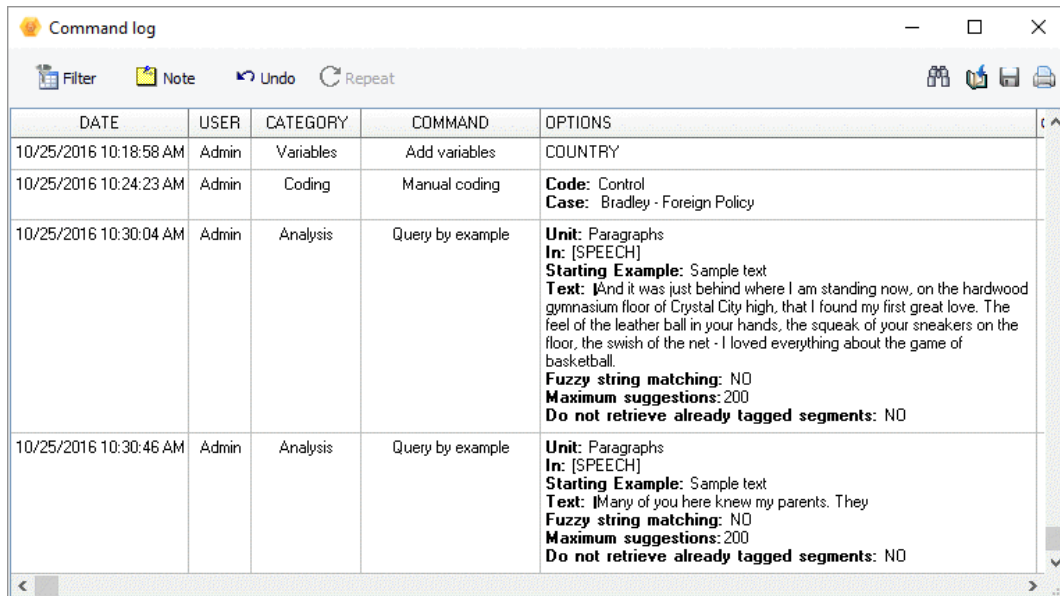 Command log
Filter Note Undo Repeat
DATE USER CATEGORY COMMAND OPTIONS
10/25/2016 10:18:58 AM Admin Variables Add variables COUNTRY
10/25/2016 10:24:23 AM Admin Coding Manual coding Code: Control
Case: Bradley - Foreign Policy
10/25/2016 10:30:04 AM Admin Analysis Query by example Unit: Paragraphs
In: [SPEECH]
Starting Example: Sample text
Text: And it was just behind where I am standing now, on the hardwood
gymnasium floor of Crystal City high, that I found my first great love. The
feel of the leather ball in your hands, the squeak of your sneakers on the
floor, the swish of the net - I loved everything about the game of
basketball.
Fuzzy string matching: NO
Maximum suggestions: 200
Do not retrieve already tagged segments: NO
10/25/2016 10:30:46 AM Admin Analysis Query by example Unit: Paragraphs
In: [SPEECH]
Starting Example: Sample text
Text: Many of you here knew my parents. They
Fuzzy string matching: NO
Maximum suggestions: 200
Do not retrieve already tagged segments: NO